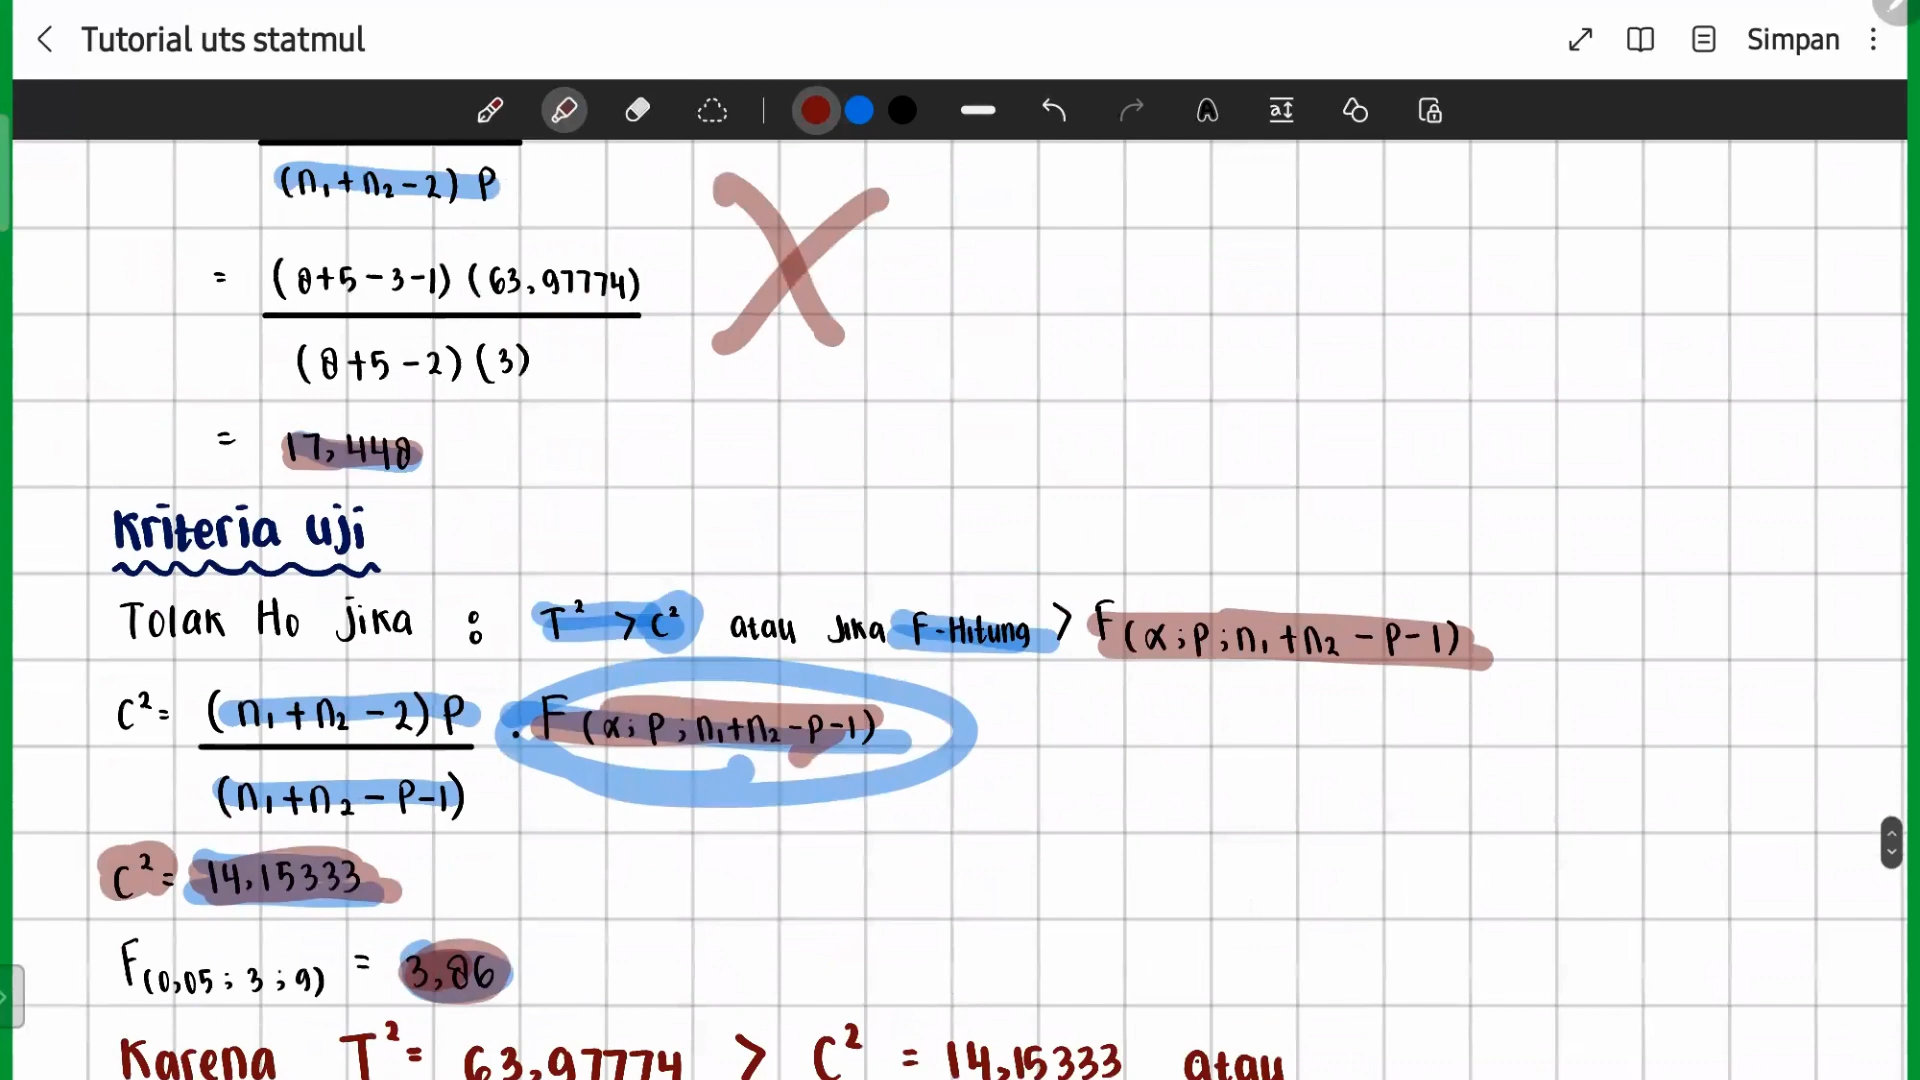 Tutorial uts statmul
Simpan
(n₁+n₂-2) P
= (8+5-3-1) (63,97774)
(8+5-2) (3)
= 17,448
Kriteria uji
Tolak Ho jika : T² > C² atau Jika F-Hitung > F(α;p;n₁+n₂-p-1)
C² = (n₁+n₂-2) P . F(α;p;n₁+n₂-p-1)
(n₁+n₂-P-1)
C² = 14,15333
F(0,05;3;9) = 3,86
Karena T² = 63,97774 > C² = 14,15333 atau